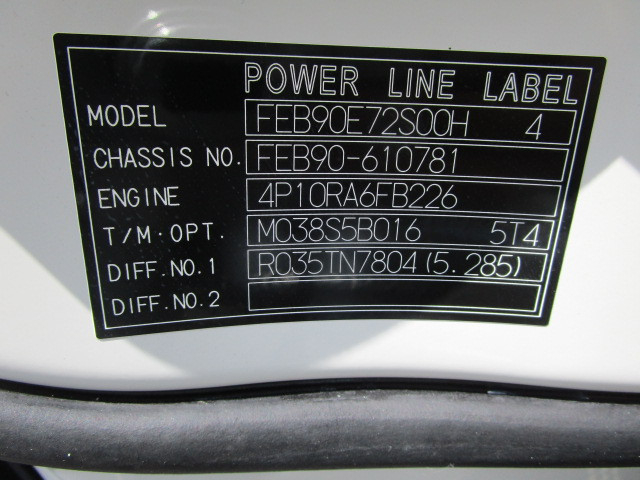 POWER LINE LABEL
MODEL FEB90E72S00H 4
CHASSIS NO. FEB90-610781
ENGINE 4P10RA6FB226
T/M·OPT. M038S5B016 5T4
DIFF.NO.1 R035TN7804(5.285)
DIFF.NO.2